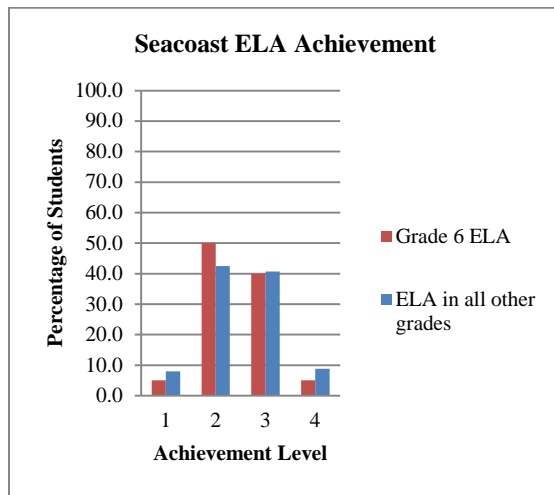 Seacoast ELA Achievement
100.0
90.0
80.0
70.0
60.0
50.0
40.0
30.0
20.0
10.0
0.0
Percentage of Students
1 2 3 4
Achievement Level
Grade 6 ELA
ELA in all other
grades